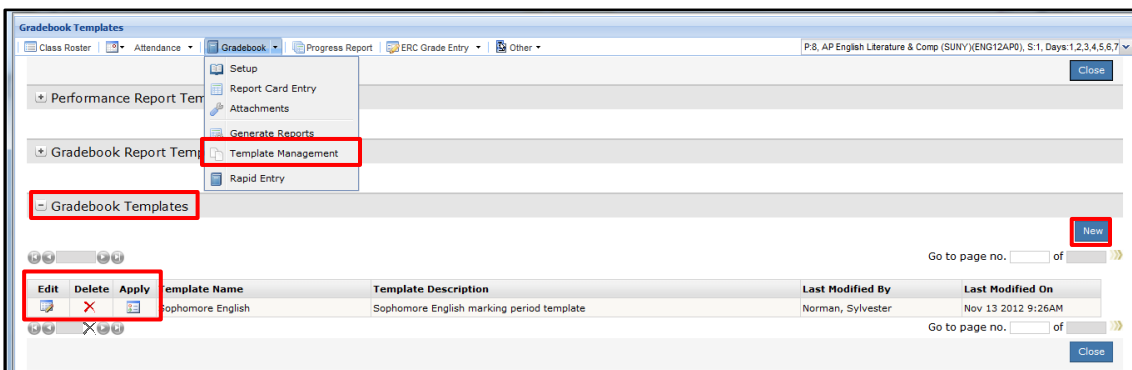 Gradebook Templates
Class Roster Attendance Gradebook Progress Report ERC Grade Entry Other P:8, AP English Literature & Comp (SUNY)(ENG12AP0), S:1, Days:1,2,3,4,5,6,7
Setup
Close
Report Card Entry
Performance Report Tem
Attachments
Generate Reports
Gradebook Report Temp
Template Management
Rapid Entry
Gradebook Templates
New
Go to page no. of
Edit Delete Apply Template Name Template Description Last Modified By Last Modified On
Sophomore English Sophomore English marking period template Norman, Sylvester Nov 13 2012 9:26AM
Go to page no. of
Close